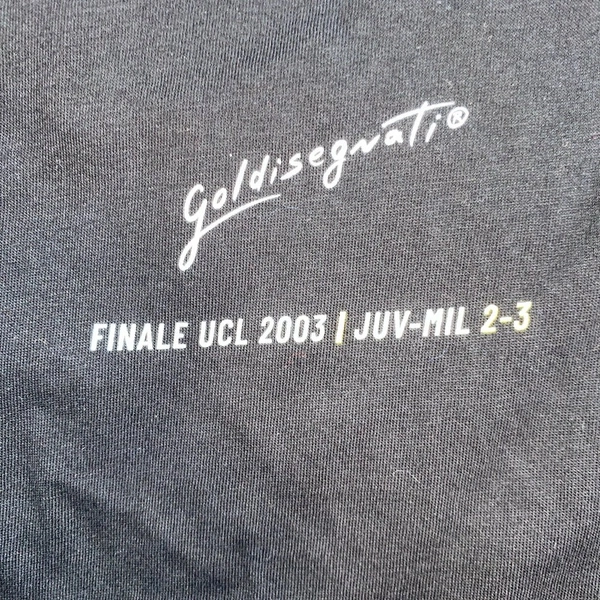 Goldisegnati®
FINALE UCL 2003 | JUV-MIL 2-3